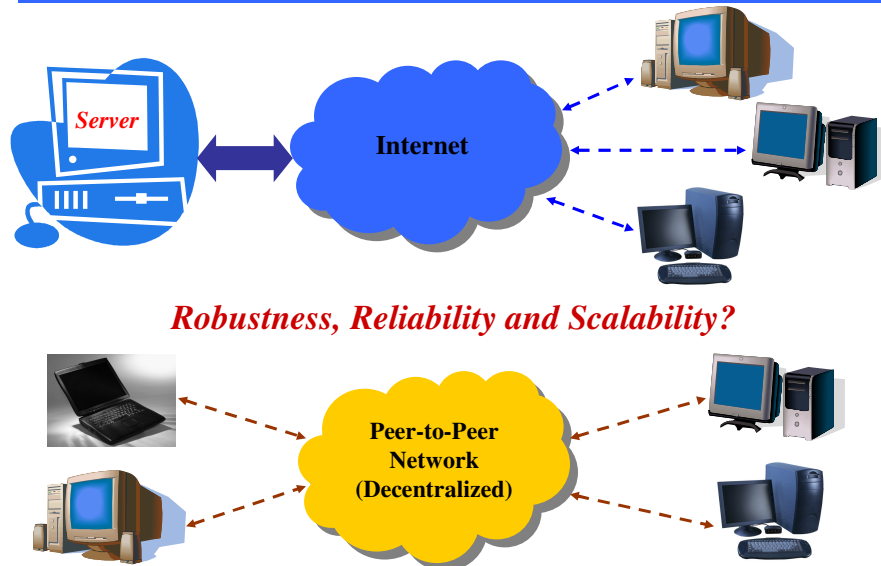 Server
Internet
Robustness, Reliability and Scalability?
Peer-to-Peer
Network
(Decentralized)